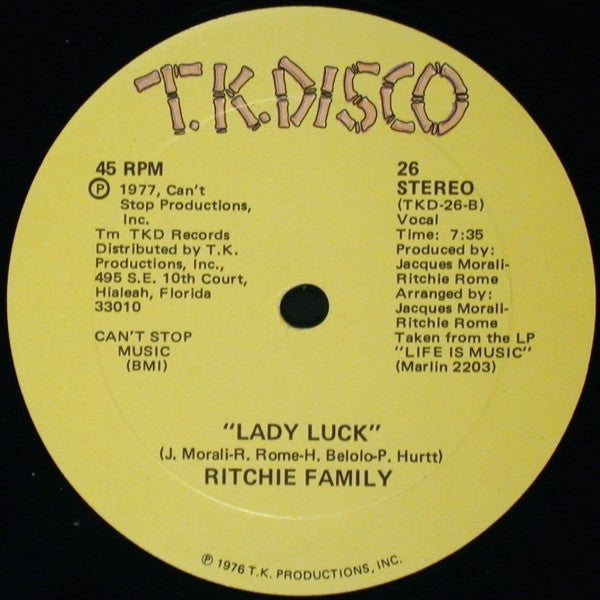 T.K.DISCO
45 RPM
Ⓟ 1977, Can't
Stop Productions,
Inc.
Tm TKD Records
Distributed by T.K.
Productions, Inc.,
495 S.E. 10th Court,
Hialeah, Florida
33010
CAN'T STOP
MUSIC
(BMI)
26
STEREO
(TKD-26-B)
Vocal
Time: 7:35
Produced by:
Jacques Morali-
Ritchie Rome
Arranged by:
Jacques Morali-
Ritchie Rome
Taken from the LP
"LIFE IS MUSIC"
(Marlin 2203)
"LADY LUCK"
(J. Morali-R. Rome-H. Belolo-P. Hurtt)
RITCHIE FAMILY
Ⓟ 1976 T.K. PRODUCTIONS, INC.